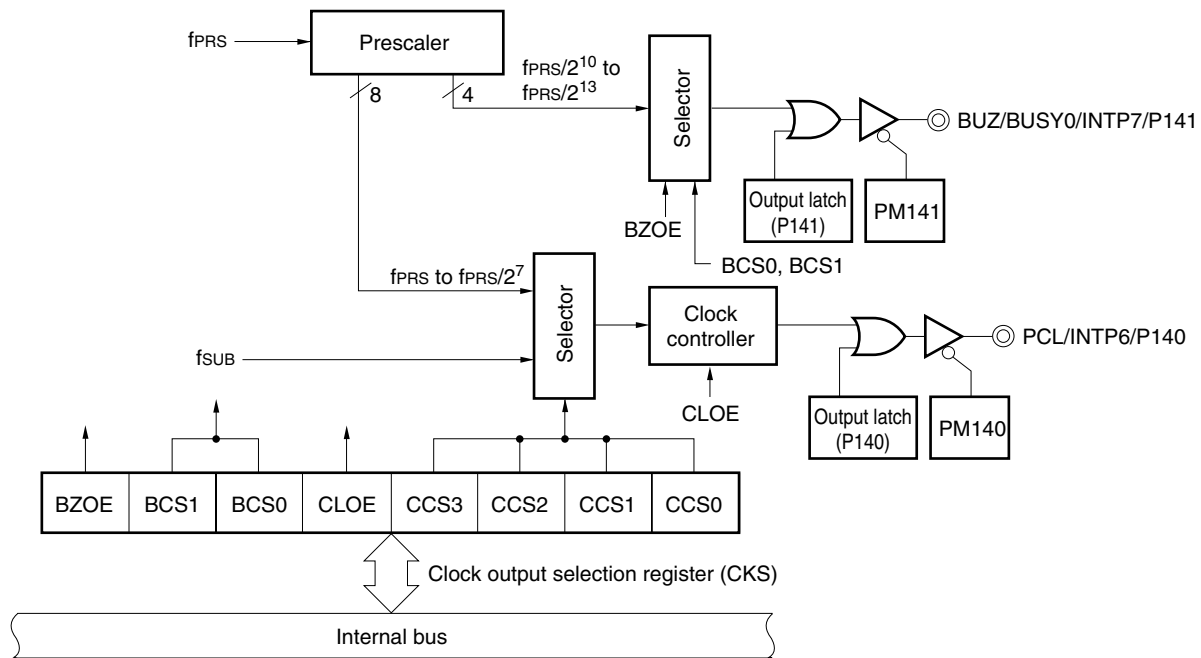 fPRS
Prescaler
8
4
fPRS/2¹⁰ to
fPRS/2¹³
Selector
BZOE
BCS0, BCS1
Output latch
(P141)
PM141
BUZ/BUSY0/INTP7/P141
fPRS to fPRS/2⁷
fSUB
Selector
Clock
controller
CLOE
Output latch
(P140)
PM140
PCL/INTP6/P140
BZOE BCS1 BCS0 CLOE CCS3 CCS2 CCS1 CCS0
Clock output selection register (CKS)
Internal bus